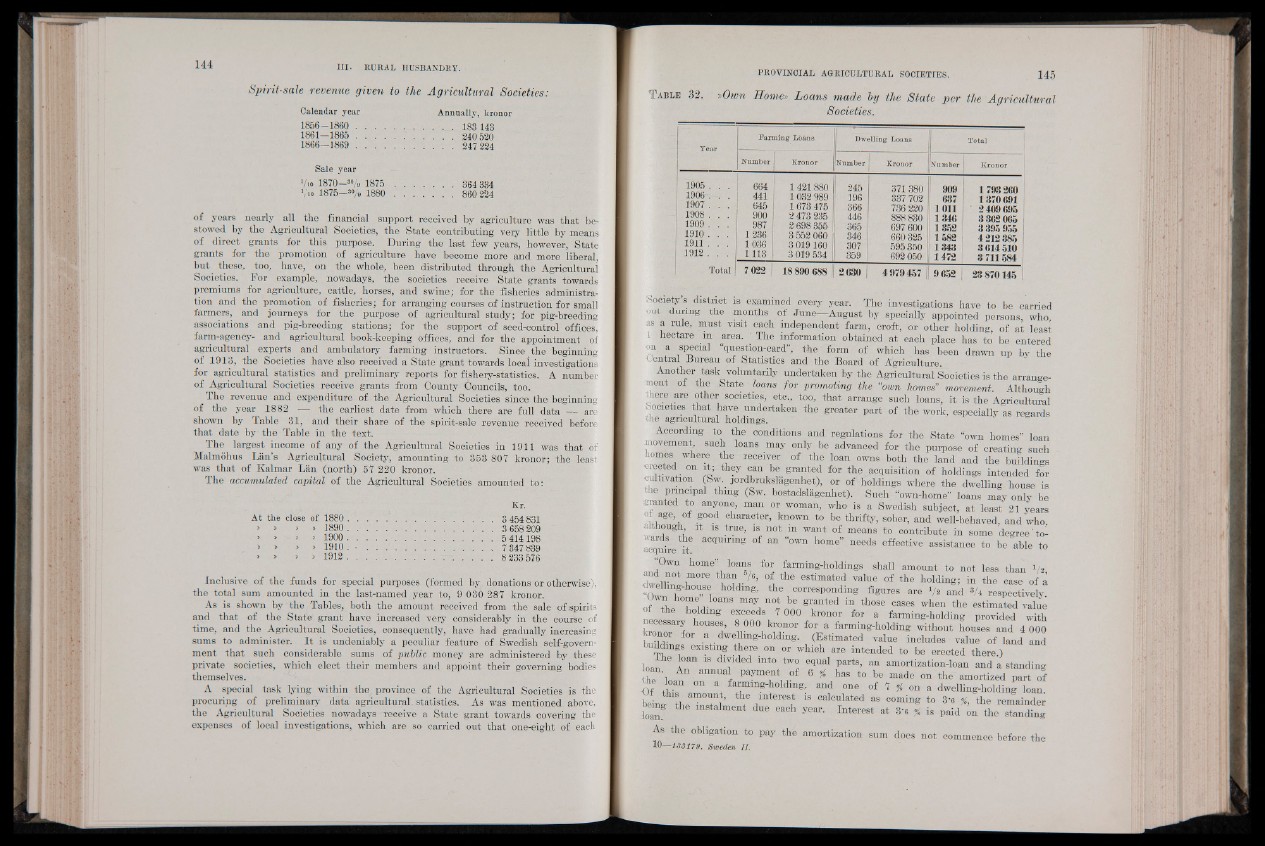 144
III. RURAL HUSBANDRY.
Spirit-sale revenue given to the Agricultural Societies:
Calendar year Annually, kronor
1856—1860 . . . . . . . . . . . 183 143
1861—1865 . . . . . . . . . . . 240 520
1866—1869 . . . . . . . . . . . 247 224
Sale year
1/10 1870—30/9 1875 . . . . . . . 364 334
1/10 1875—30/9 1880 . . . . . . . 860 224
of years nearly all the financial support received by agriculture was that be-
stowed by the Agricultural Societies, the State contributing very little by means
of direct grants for this purpose. During the last few years, however, State
grants for the promotion of agriculture have become more and more liberal,
but these, too, have, on the whole, been distributed through the Agricultural
Societies. For example, nowadays, the societies receive State grants towards
premiums for agriculture, cattle, horses, and swine; for the fisheries administra-
tion and the promotion of fisheries; for arranging courses of instruction for small
farmers, and journeys for the purpose of agricultural study; for pig-breeding
associations and pig-breeding stations; for the support of seed-control offices,
farm-agency- and agricultural book-keeping offices, and for the appointment of
agricultural experts and ambulatory farming instructors. Since the beginning
of 1913, the Societies have also received a State grant towards local investigations
for agricultural statistics and preliminary reports for fishery-statistics. A number
of Agricultural Societies receive grants from County Councils, too.
The revenue and expenditure of the Agricultural Societies since the beginning
of the year 1882 — the earliest date from which there are full data — are
shown by Table 31, and their share of the spirit-sale revenue received before
that date by the Table in the text.
The largest income of any of the Agricultural Societies in 1911 was that of
Malmöhus Län's Agricultural Society, amounting to 353 807 kronor; the least
was that of Kalmar Län (north) 57 220 kronor.
The accumulated capital of the Agricultural Societies amounted to:
Kr.
At the close of 1880 . . . . . . . . . . . . . . . . 3 454 831
» » » » 1890 . . . . . . . . . . . . . . . . 3 658 209
» » » » 1900 . . . . . . . . . . . . . . . . 5 414 198
» » » » 1910 . . . . . . . . . . . . . . . . 7 347 839
» » » » 1912 . . . . . . . . . . . . . . . . 8 233 576
Inclusive of the funds for special purposes (formed by donations or otherwise),
the total sum amounted in the last-named year to, 9 030 287 kronor.
As is shown by the Tables, both the amount received from the sale of spirits
and that of the State grant have increased very considerably in the course of
time, and the Agricultural Societies, consequently, have had gradually increasing
sums to administer. It is undeniably a peculiar feature of Swedish self-govern-
ment that such considerable sums of public money are administered by these
private societies, which elect their members and appoint their governing bodies
themselves.
A special task lying within the province of the Agricultural Societies is the
procuring of preliminary data agricultural statistics. As was mentioned above,
the Agricultural Societies nowadays receive a State grant towards covering the
expenses of local investigations, which are so carried out that one-eight of each
PROVINCIAL AGRICULTURAL SOCIETIES.
145
TABLE 32. »Own Home» Loans made by the State per the Agricultural
Societies.
Year Farming Loans Dwelling Loans Total
Number Kronor Number Kronor Number Kronor
1905 . . . 664 1 421 880 245 371 380 909 1 793 260
1906 . . . 441 1 032 989 196 337 702 637 1 370 691
1907 . . . 645 1 673 475 366 736 220 1 011 2 409 695
1908 . . . 900 2 473 235 446 888 830 1 346 3 362 065
1909 . . . 987 2 698 355 365 697 600 1 352 3 395 955
1910 . . . 1 236 3 552 060 346 660 325 1 582 4 212 385
1911 . . . 1 036 3 019 160 307 595 350 1 343 3 614 510
1912 . . . 1 113 3 019 534 359 692 050 1 472 3 711 584
Total 7 022 18 890 688 2 630 4 979 457 9 652 23 870 145
Society's district is examined every year. The investigations have to be carried
out during the months of June—August by specially appointed persons, who,
as a rule, must visit each independent farm, croft, or other holding, of at least
hectare in area. The information obtained at each place has to be entered
on a special "question-card", the form of which has been drawn up by the
Central Bureau of Statistics and the Board of Agriculture.
Another task voluntarily undertaken by the Agricultural Societies is the arrange-
ment of the State loans for promoting the "own homes" movement. Although
there are other societies, etc., too, that arrange such loans, it is the Agricultural
Societies that have undertaken the greater part of the work, especially as regards
the agricultural holdings.
According to the conditions and regulations for the State "own homes" loan
movement, such loans may only be advanced for the purpose of creating such
homes where the receiver of the loan owns both the land and the buildings
erected on it; they can be granted for the acquisition of holdings intended for
cultivation (Sw. jordbrukslägenhet), or of holdings where the dwelling house is
the principal thing (Sw. bostadslägenhet). Such "own-home" loans may only be
granted to anyone, man or woman, who is a Swedish subject, at least 21 years
of age, of good character, known to be thrifty, sober, and well-behaved, and who,
although, it is true, is not in want of means to contribute in some degree to-
wards the acquiring of an "own home" needs effective assistance to be able to
acquire it.
"Own home" loans for farming-holdings shall amount to not less than 1/2,
and not more than 5/6, of the estimated value of the holding; in the case of a
dwelling-house holding, the corresponding figures are 1/2 and 3/4 respectively.
"Own home" loans may not be granted in those cases when the estimated value
of the holding exceeds 7 000 kronor for a farming-holding provided with
necessary houses, 8 000 kronor for a farming-holding without houses and 4 000
kronor for a dwelling-holding. (Estimated value includes value of land and
buildings existing there on or which are intended to be erected there.)
The loan is divided into two equal parts, an amortization-loan and a standing
loan. An annual payment of 6 % has to be made on the amortized part of
the loan on a farming-holding, and one of 7 % on a dwelling-holding loan.
Of this amount, the interest is calculated as coming to 3·6 %, the remainder
being the instalment due each year. Interest at 3·6 % is paid on the standing
loan.
As the obligation to pay the amortization sum does not commence before the
10—133179. Sweden II.